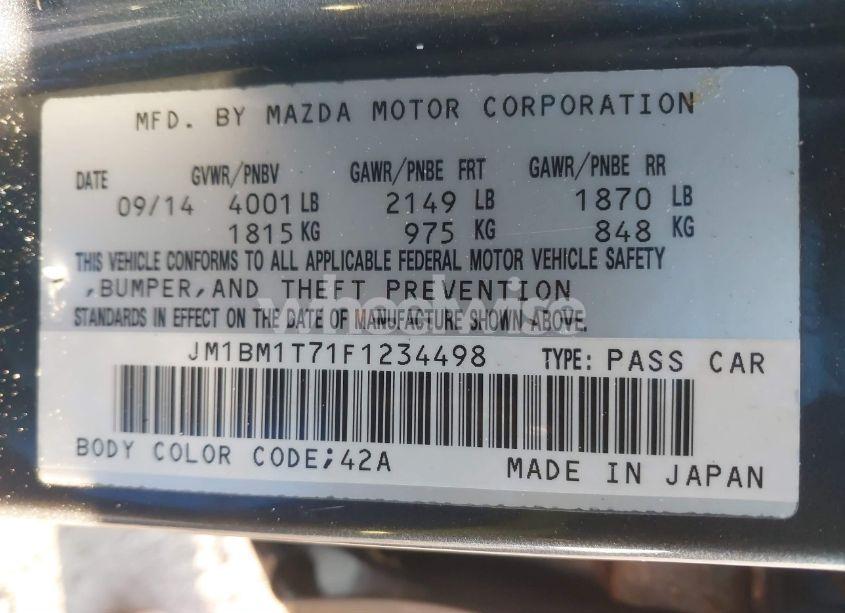 MFD. BY MAZDA MOTOR CORPORATION
DATE GVWR/PNBV GAWR/PNBE FRT GAWR/PNBE RR
09/14 4001 LB 2149 LB 1870 LB
1815 KG 975 KG 848 KG
THIS VEHICLE CONFORMS TO ALL APPLICABLE FEDERAL MOTOR VEHICLE SAFETY
,BUMPER,AND THEFT PREVENTION
wheelwise
STANDARDS IN EFFECT ON THE DATE OF MANUFACTURE SHOWN ABOVE.
JM1BM1T71F1234498 TYPE: PASS CAR
BODY COLOR CODE;42A MADE IN JAPAN